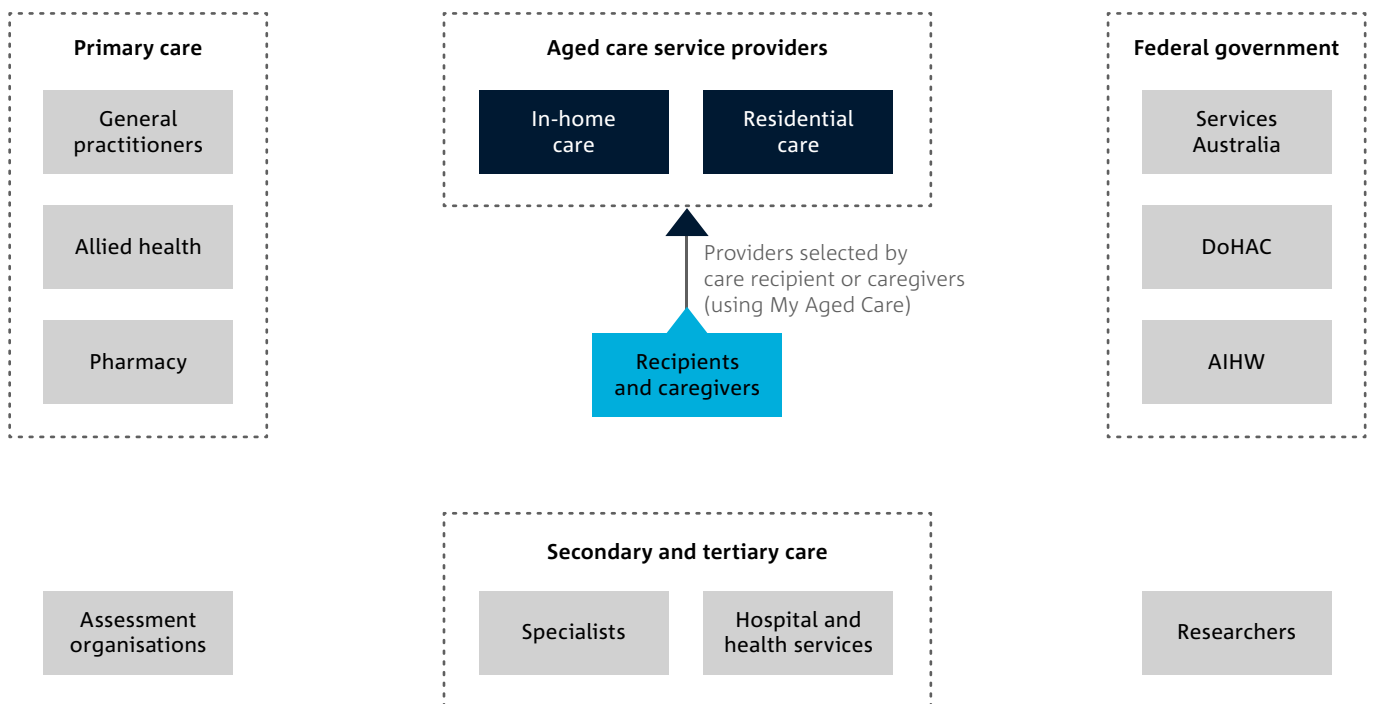 Primary care
General
practitioners
Allied health
Pharmacy
Aged care service providers
In-home
care
Residential
care
Providers selected by
care recipient or caregivers
(using My Aged Care)
Recipients
and caregivers
Federal government
Services
Australia
DoHAC
AIHW
Assessment
organisations
Secondary and tertiary care
Specialists
Hospital and
health services
Researchers